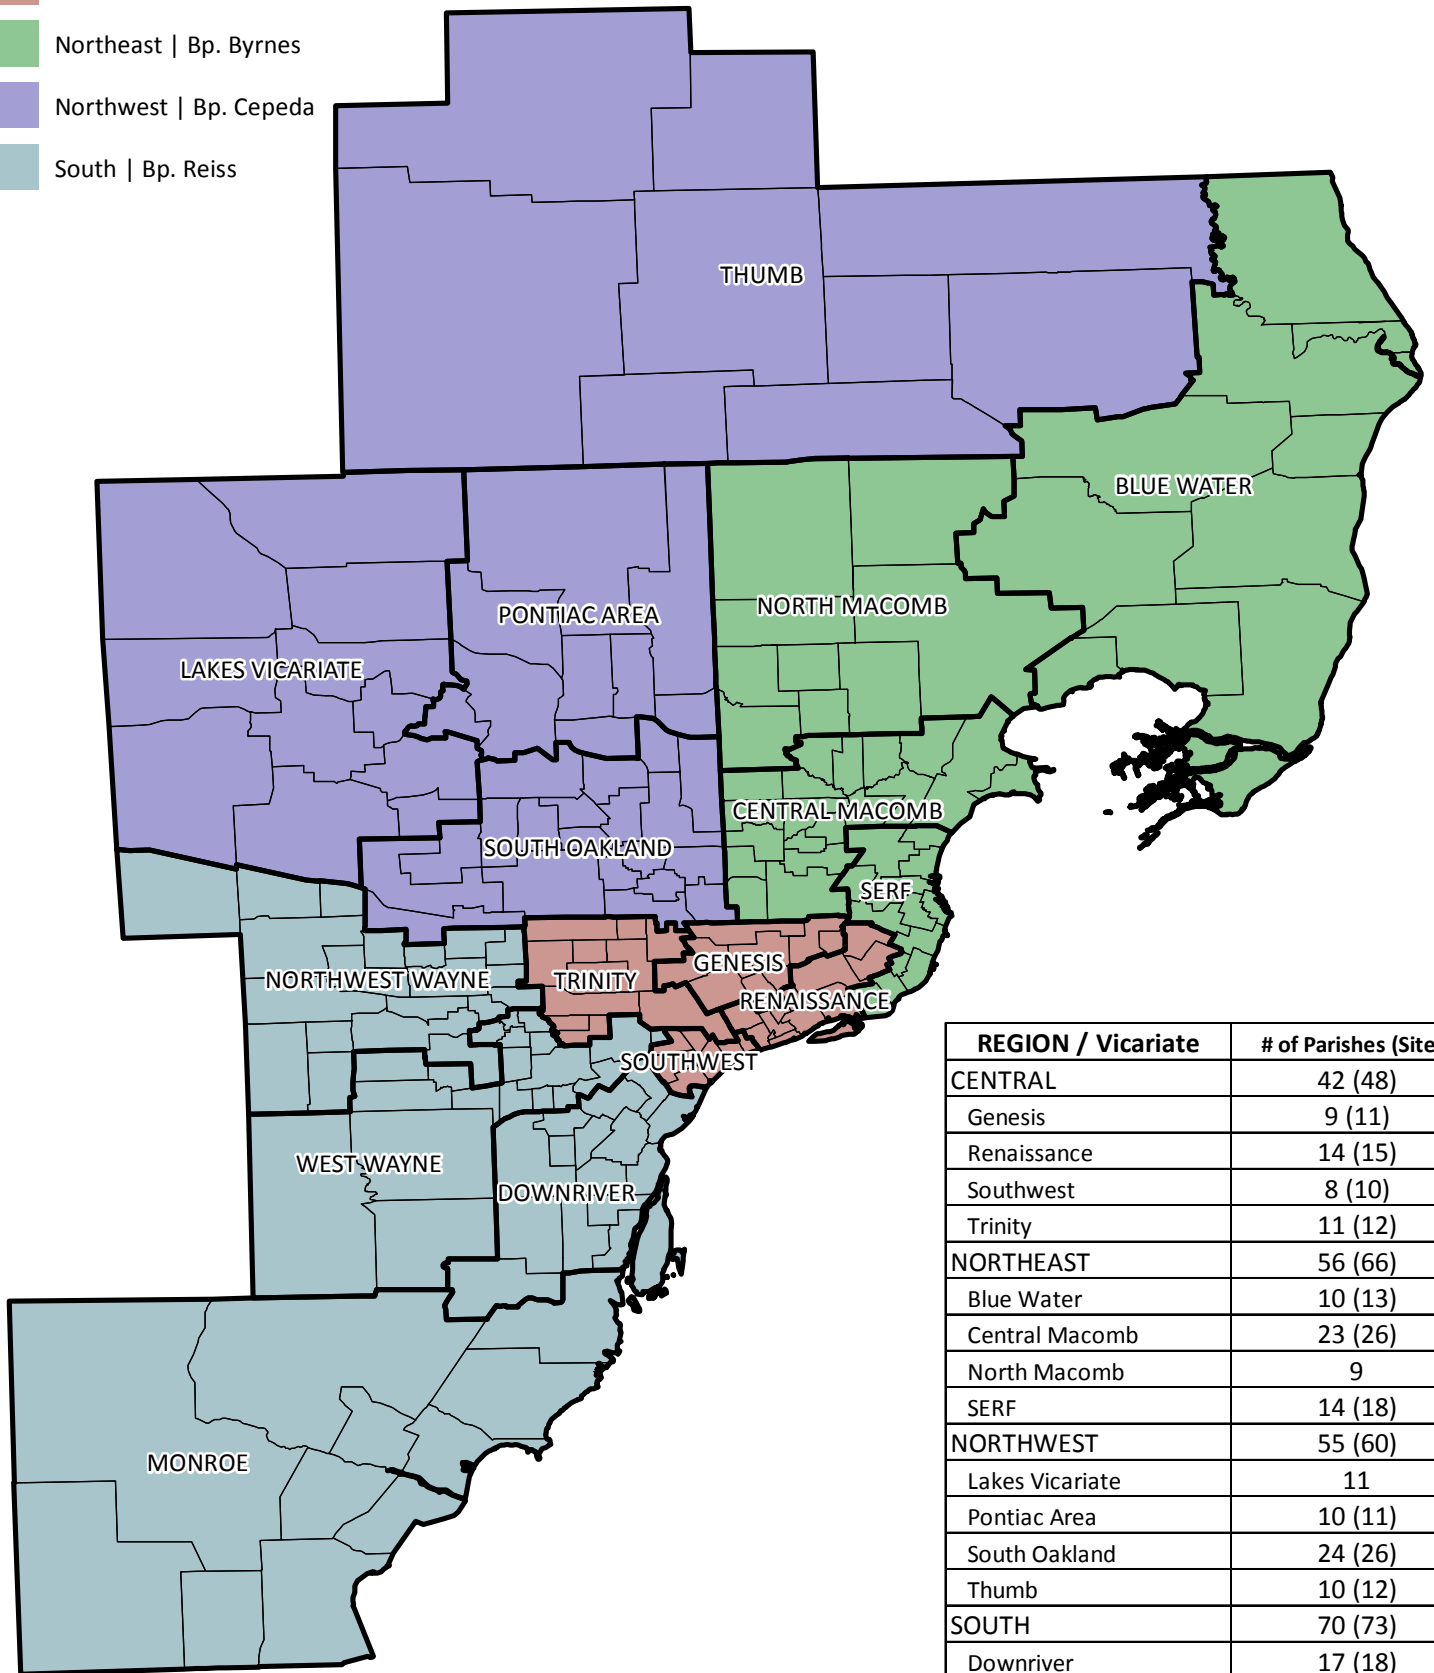 Northeast | Bp. Byrnes
Northwest | Bp. Cepeda
South | Bp. Reiss
THUMB
BLUE WATER
PONTIAC AREA
NORTH MACOMB
LAKES VICARIATE
CENTRAL MACOMB
SOUTH OAKLAND
SERF
NORTHWEST WAYNE
TRINITY
GENESIS
RENAISSANCE
SOUTHWEST
WEST WAYNE
DOWNRIVER
MONROE
REGION / Vicariate # of Parishes (Site
CENTRAL 42 (48)
Genesis 9 (11)
Renaissance 14 (15)
Southwest 8 (10)
Trinity 11 (12)
NORTHEAST 56 (66)
Blue Water 10 (13)
Central Macomb 23 (26)
North Macomb 9
SERF 14 (18)
NORTHWEST 55 (60)
Lakes Vicariate 11
Pontiac Area 10 (11)
South Oakland 24 (26)
Thumb 10 (12)
SOUTH 70 (73)
Downriver 17 (18)